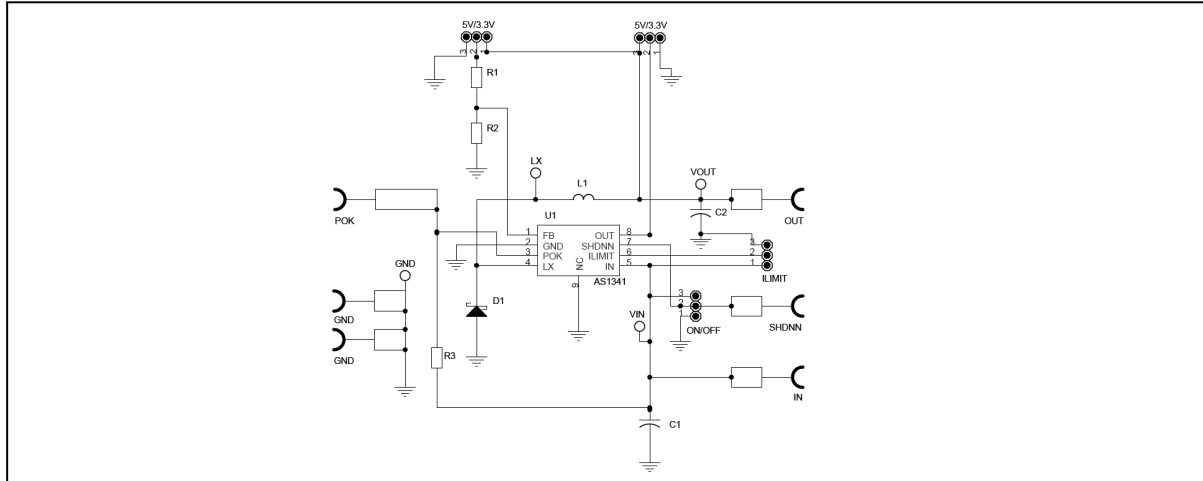 5V/3.3V
5V/3.3V
3 2 1
3 2 1
R1
R2
LX
L1
VOUT
C2
POK
OUT
U1
1 FB OUT 8
2 GND SHDNN 7
3 POK ILIMIT 6
4 LX IN 5
NC
9
AS1341
3
2
1
ILIMIT
GND
GND
GND
D1
3
2
1
ON/OFF
VIN
SHDNN
R3
IN
C1